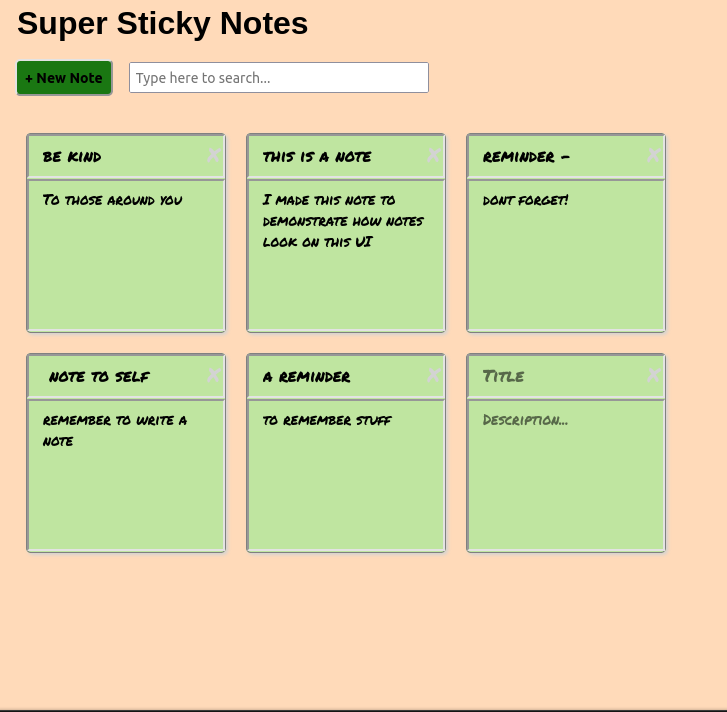 Super Sticky Notes
+ New Note
Type here to search...
BE KIND X
TO THOSE AROUND YOU
THIS IS A NOTE X
I MADE THIS NOTE TO
DEMONSTRATE HOW NOTES
LOOK ON THIS UI
REMINDER - X
DONT FORGET!
NOTE TO SELF X
REMEMBER TO WRITE A
NOTE
A REMINDER X
TO REMEMBER STUFF
TITLE X
DESCRIPTION...